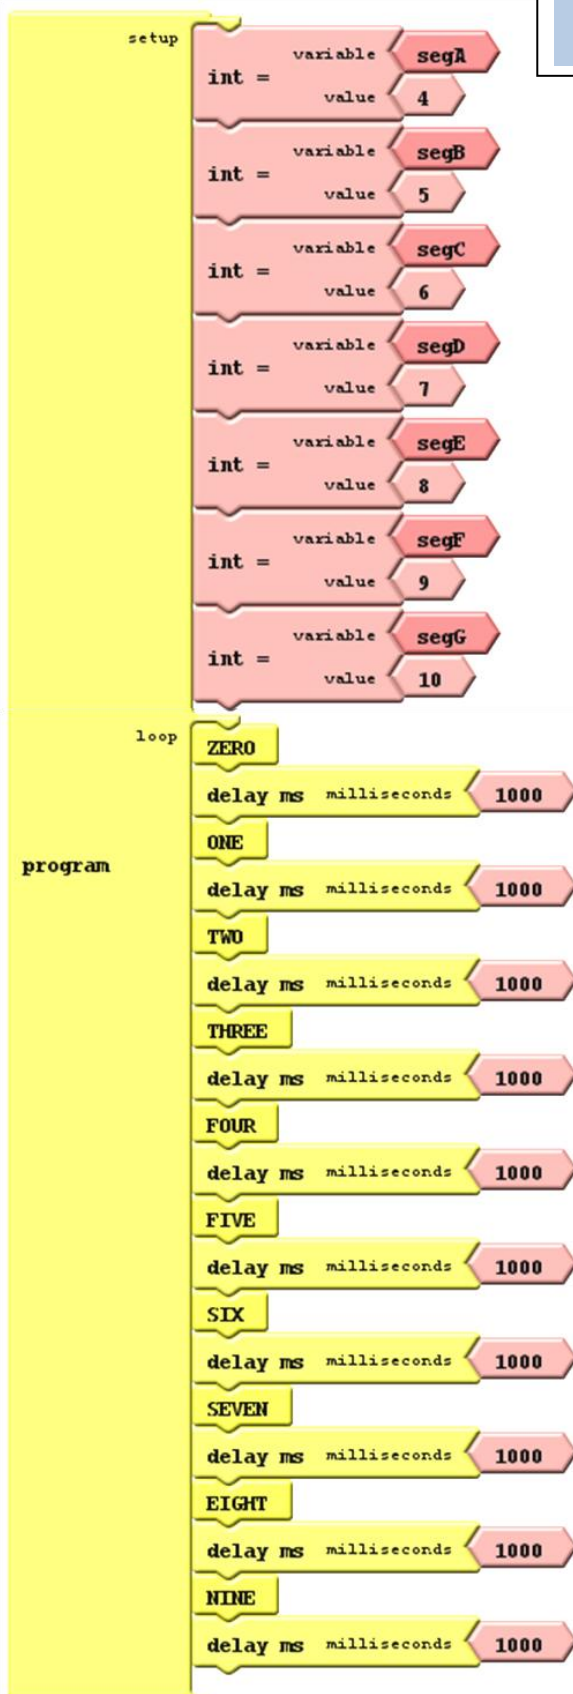 setup
int =
variable segA
value 4
int =
variable segB
value 5
int =
variable segC
value 6
int =
variable segD
value 7
int =
variable segE
value 8
int =
variable segF
value 9
int =
variable segG
value 10
program
loop
ZERO
delay ms milliseconds 1000
ONE
delay ms milliseconds 1000
TWO
delay ms milliseconds 1000
THREE
delay ms milliseconds 1000
FOUR
delay ms milliseconds 1000
FIVE
delay ms milliseconds 1000
SIX
delay ms milliseconds 1000
SEVEN
delay ms milliseconds 1000
EIGHT
delay ms milliseconds 1000
NINE
delay ms milliseconds 1000